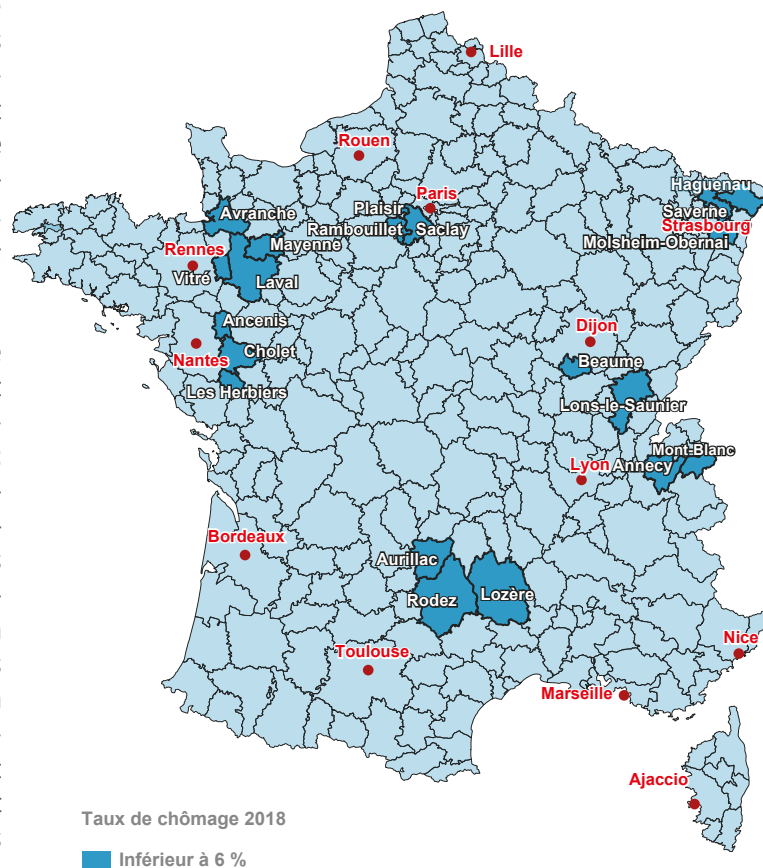 Lille
Rouen
Paris
Plaisir
Rambouillet
Saclay
Haguenau
Saverne
Strasbourg
Molsheim-Obernai
Avranche
Mayenne
Rennes
Vitré
Laval
Ancenis
Cholet
Nantes
Les Herbiers
Dijon
Beaume
Lons-le-Saunier
Mont-Blanc
Annecy
Lyon
Bordeaux
Aurillac
Rodez
Lozère
Toulouse
Nice
Marseille
Ajaccio
Taux de chômage 2018
Inférieur à 6 %